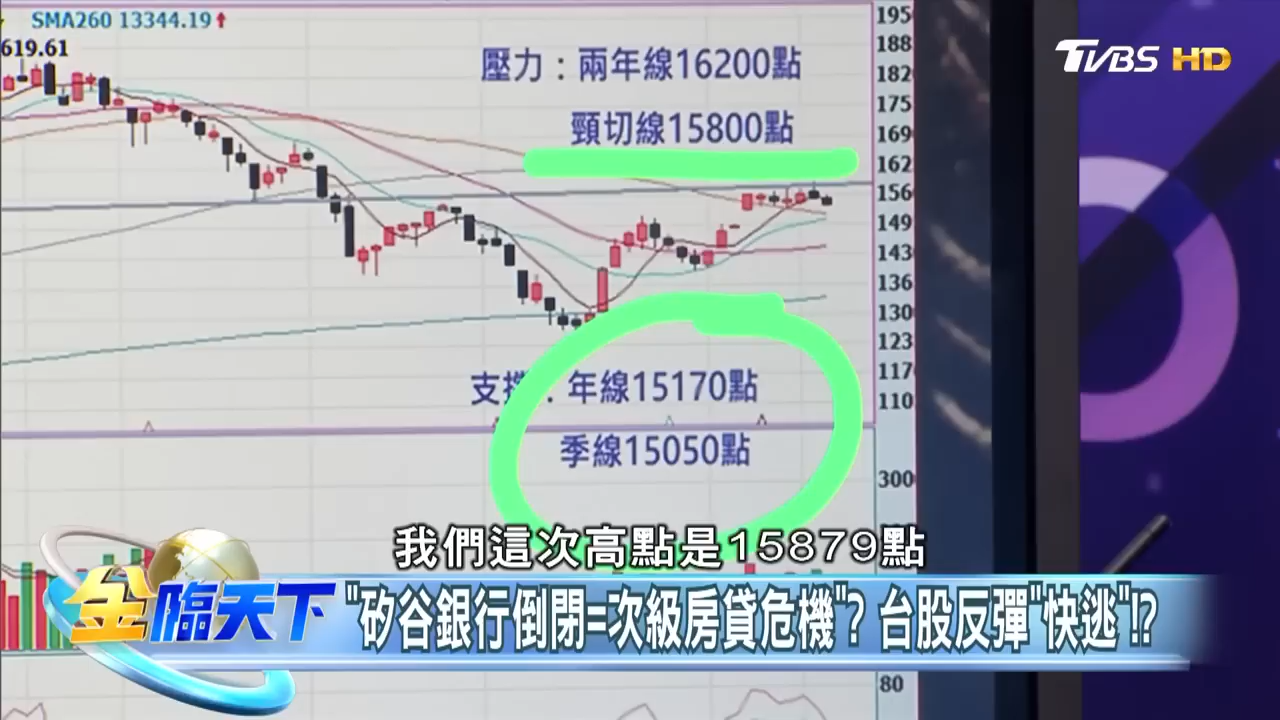 SMA260 13344.19↑
619.61
壓力：兩年線16200點
頸切線15800點
TVBS HD
195
188
182
175
169
162
156
149
143
136
130
123
117
110
支撐：年線15170點
季線15050點
300
我們這次高點是15879點
金臨天下
"矽谷銀行倒閉=次級房貸危機"? 台股反彈"快逃"!?
80